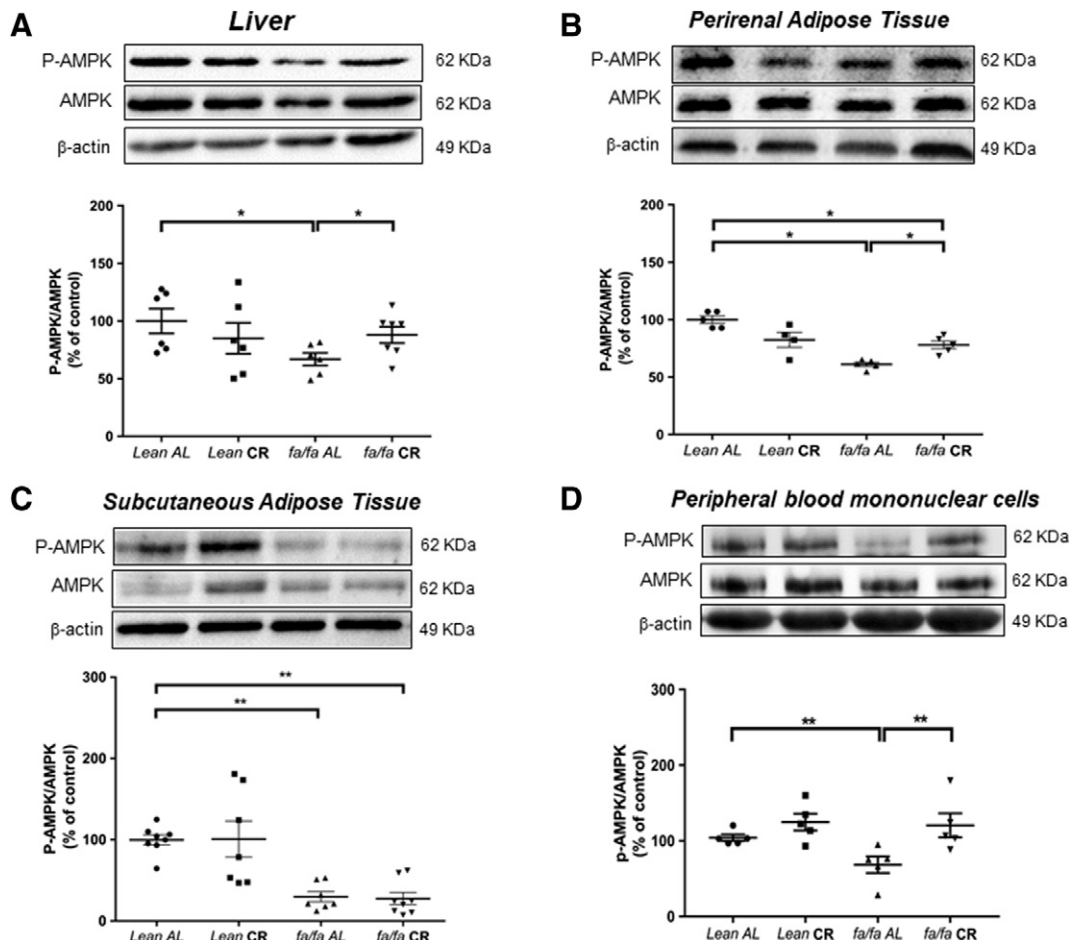 A
Liver
P-AMPK
62 KDa
AMPK
62 KDa
β-actin
49 KDa
P-AMPK/AMPK
(% of control)
200
150
100
50
0
*
*
Lean AL
Lean CR
fa/fa AL
fa/fa CR
B
Perirenal Adipose Tissue
P-AMPK
62 KDa
AMPK
62 KDa
β-actin
49 KDa
P-AMPK/AMPK
(% of control)
200
150
100
50
0
*
*
*
Lean AL
Lean CR
fa/fa AL
fa/fa CR
C
Subcutaneous Adipose Tissue
P-AMPK
62 KDa
AMPK
62 KDa
β-actin
49 KDa
P-AMPK/AMPK
(% of control)
300
200
100
0
**
**
Lean AL
Lean CR
fa/fa AL
fa/fa CR
D
Peripheral blood mononuclear cells
P-AMPK
62 KDa
AMPK
62 KDa
β-actin
49 KDa
p-AMPK/AMPK
(% of control)
300
200
100
0
**
**
Lean AL
Lean CR
fa/fa AL
fa/fa CR